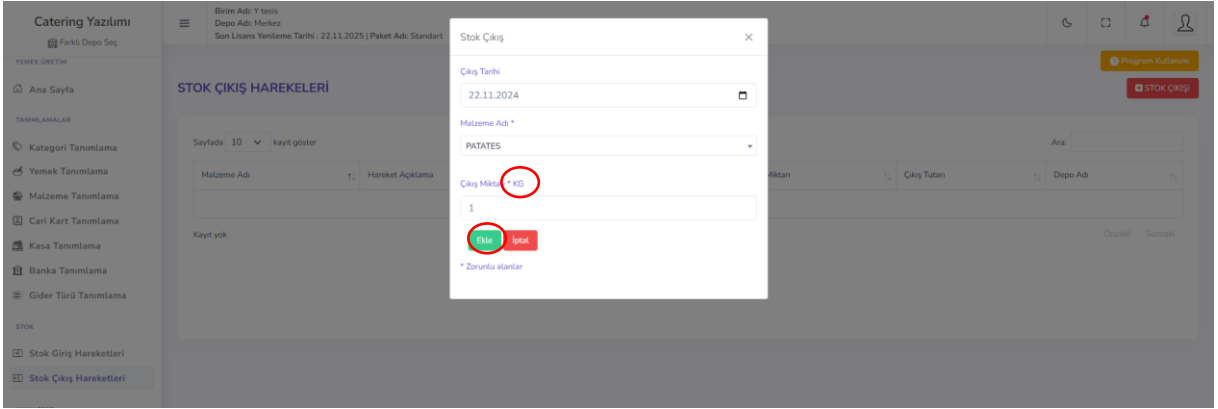 Catering Yazılımı
Farklı Depo Seç
YEMEK ÜRETİM
Ana Sayfa
TANIMLAMALAR
Kategori Tanımlama
Yemek Tanımlama
Malzeme Tanımlama
Cari Kart Tanımlama
Kasa Tanımlama
Banka Tanımlama
Gider Türü Tanımlama
STOK
Stok Giriş Hareketleri
Stok Çıkış Hareketleri
Birim Adı: Y tesis
Depo Adı: Merkez
Son Lisans Yenileme Tarihi : 22.11.2025 | Paket Adı: Standart
Program Kullanımı
STOK ÇIKIŞ HAREKELERİ
STOK ÇIKIŞI
Sayfada 10 kayıt göster
Ara:
Malzeme Adı
Hareket Açıklama
Miktarı
Çıkış Tutarı
Depo Adı
Kayıt yok
Önceki Sonraki
Stok Çıkış
Çıkış Tarihi
22.11.2024
Malzeme Adı *
PATATES
Çıkış Miktarı * KG
1
Ekle İptal
* Zorunlu alanlar